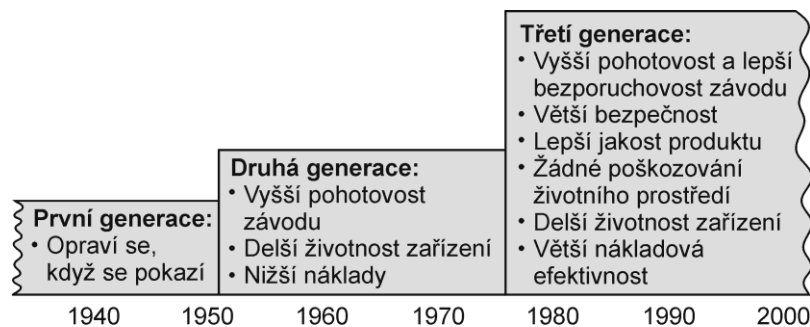 První generace:
• Opraví se,
když se pokazí
Druhá generace:
• Vyšší pohotovost
závodu
• Delší životnost zařízení
• Nižší náklady
Třetí generace:
• Vyšší pohotovost a lepší
bezporuchovost závodu
• Větší bezpečnost
• Lepší jakost produktu
• Žádné poškozování
životního prostředí
• Delší životnost zařízení
• Větší nákladová
efektivnost
1940 1950 1960 1970 1980 1990 2000